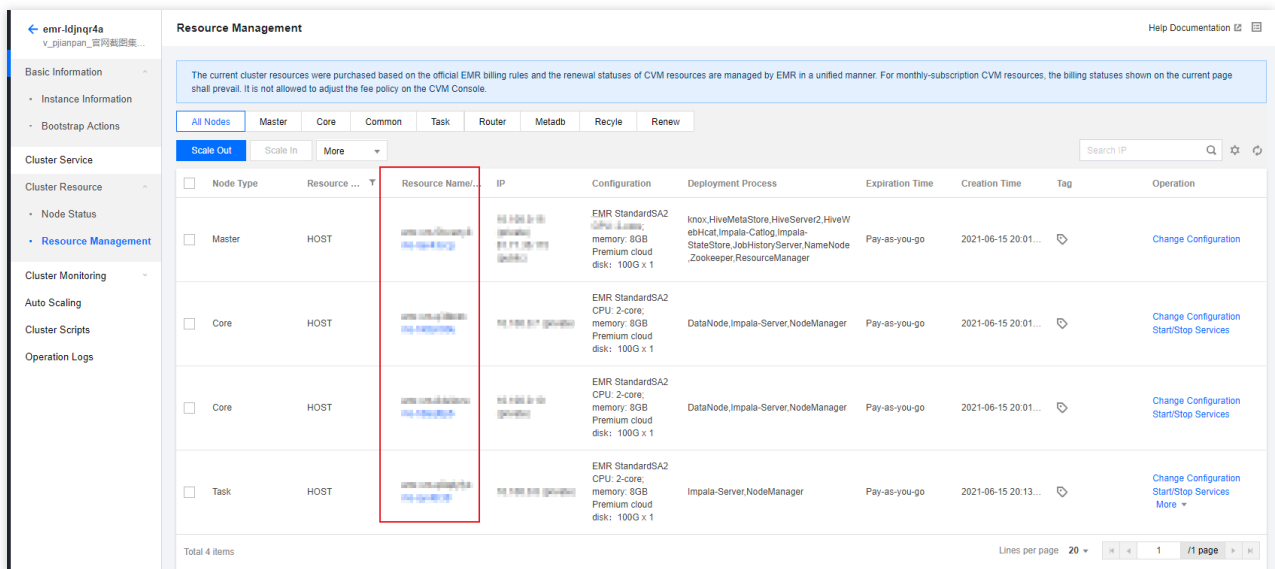 emr-ldjnqr4a
v_pjianpan_官网截图集...
Basic Information
Instance Information
Bootstrap Actions
Cluster Service
Cluster Resource
Node Status
Resource Management
Cluster Monitoring
Auto Scaling
Cluster Scripts
Operation Logs
Resource Management
Help Documentation
The current cluster resources were purchased based on the official EMR billing rules and the renewal statuses of CVM resources are managed by EMR in a unified manner. For monthly-subscription CVM resources, the billing statuses shown on the current page
shall prevail. It is not allowed to adjust the fee policy on the CVM Console.
All Nodes Master Core Common Task Router Metadb Recyle Renew
Scale Out Scale In More Search IP
Node Type Resource ... Resource Name/... IP Configuration Deployment Process Expiration Time Creation Time Tag Operation
Master HOST
EMR StandardSA2
memory: 8GB
Premium cloud
disk: 100G x 1
knox,HiveMetaStore,HiveServer2,HiveW
ebHcat,Impala-Catlog,Impala-
StateStore,JobHistoryServer,NameNode
,Zookeeper,ResourceManager
Pay-as-you-go 2021-06-15 20:01... Change Configuration
Core HOST
EMR StandardSA2
CPU: 2-core;
memory: 8GB
Premium cloud
disk: 100G x 1
DataNode,Impala-Server,NodeManager Pay-as-you-go 2021-06-15 20:01...
Change Configuration
Start/Stop Services
Core HOST
EMR StandardSA2
CPU: 2-core;
memory: 8GB
Premium cloud
disk: 100G x 1
DataNode,Impala-Server,NodeManager Pay-as-you-go 2021-06-15 20:01...
Change Configuration
Start/Stop Services
Task HOST
EMR StandardSA2
CPU: 2-core;
memory: 8GB
Premium cloud
disk: 100G x 1
Impala-Server,NodeManager Pay-as-you-go 2021-06-15 20:13...
Change Configuration
Start/Stop Services
More
Total 4 items Lines per page 20 1 /1 page